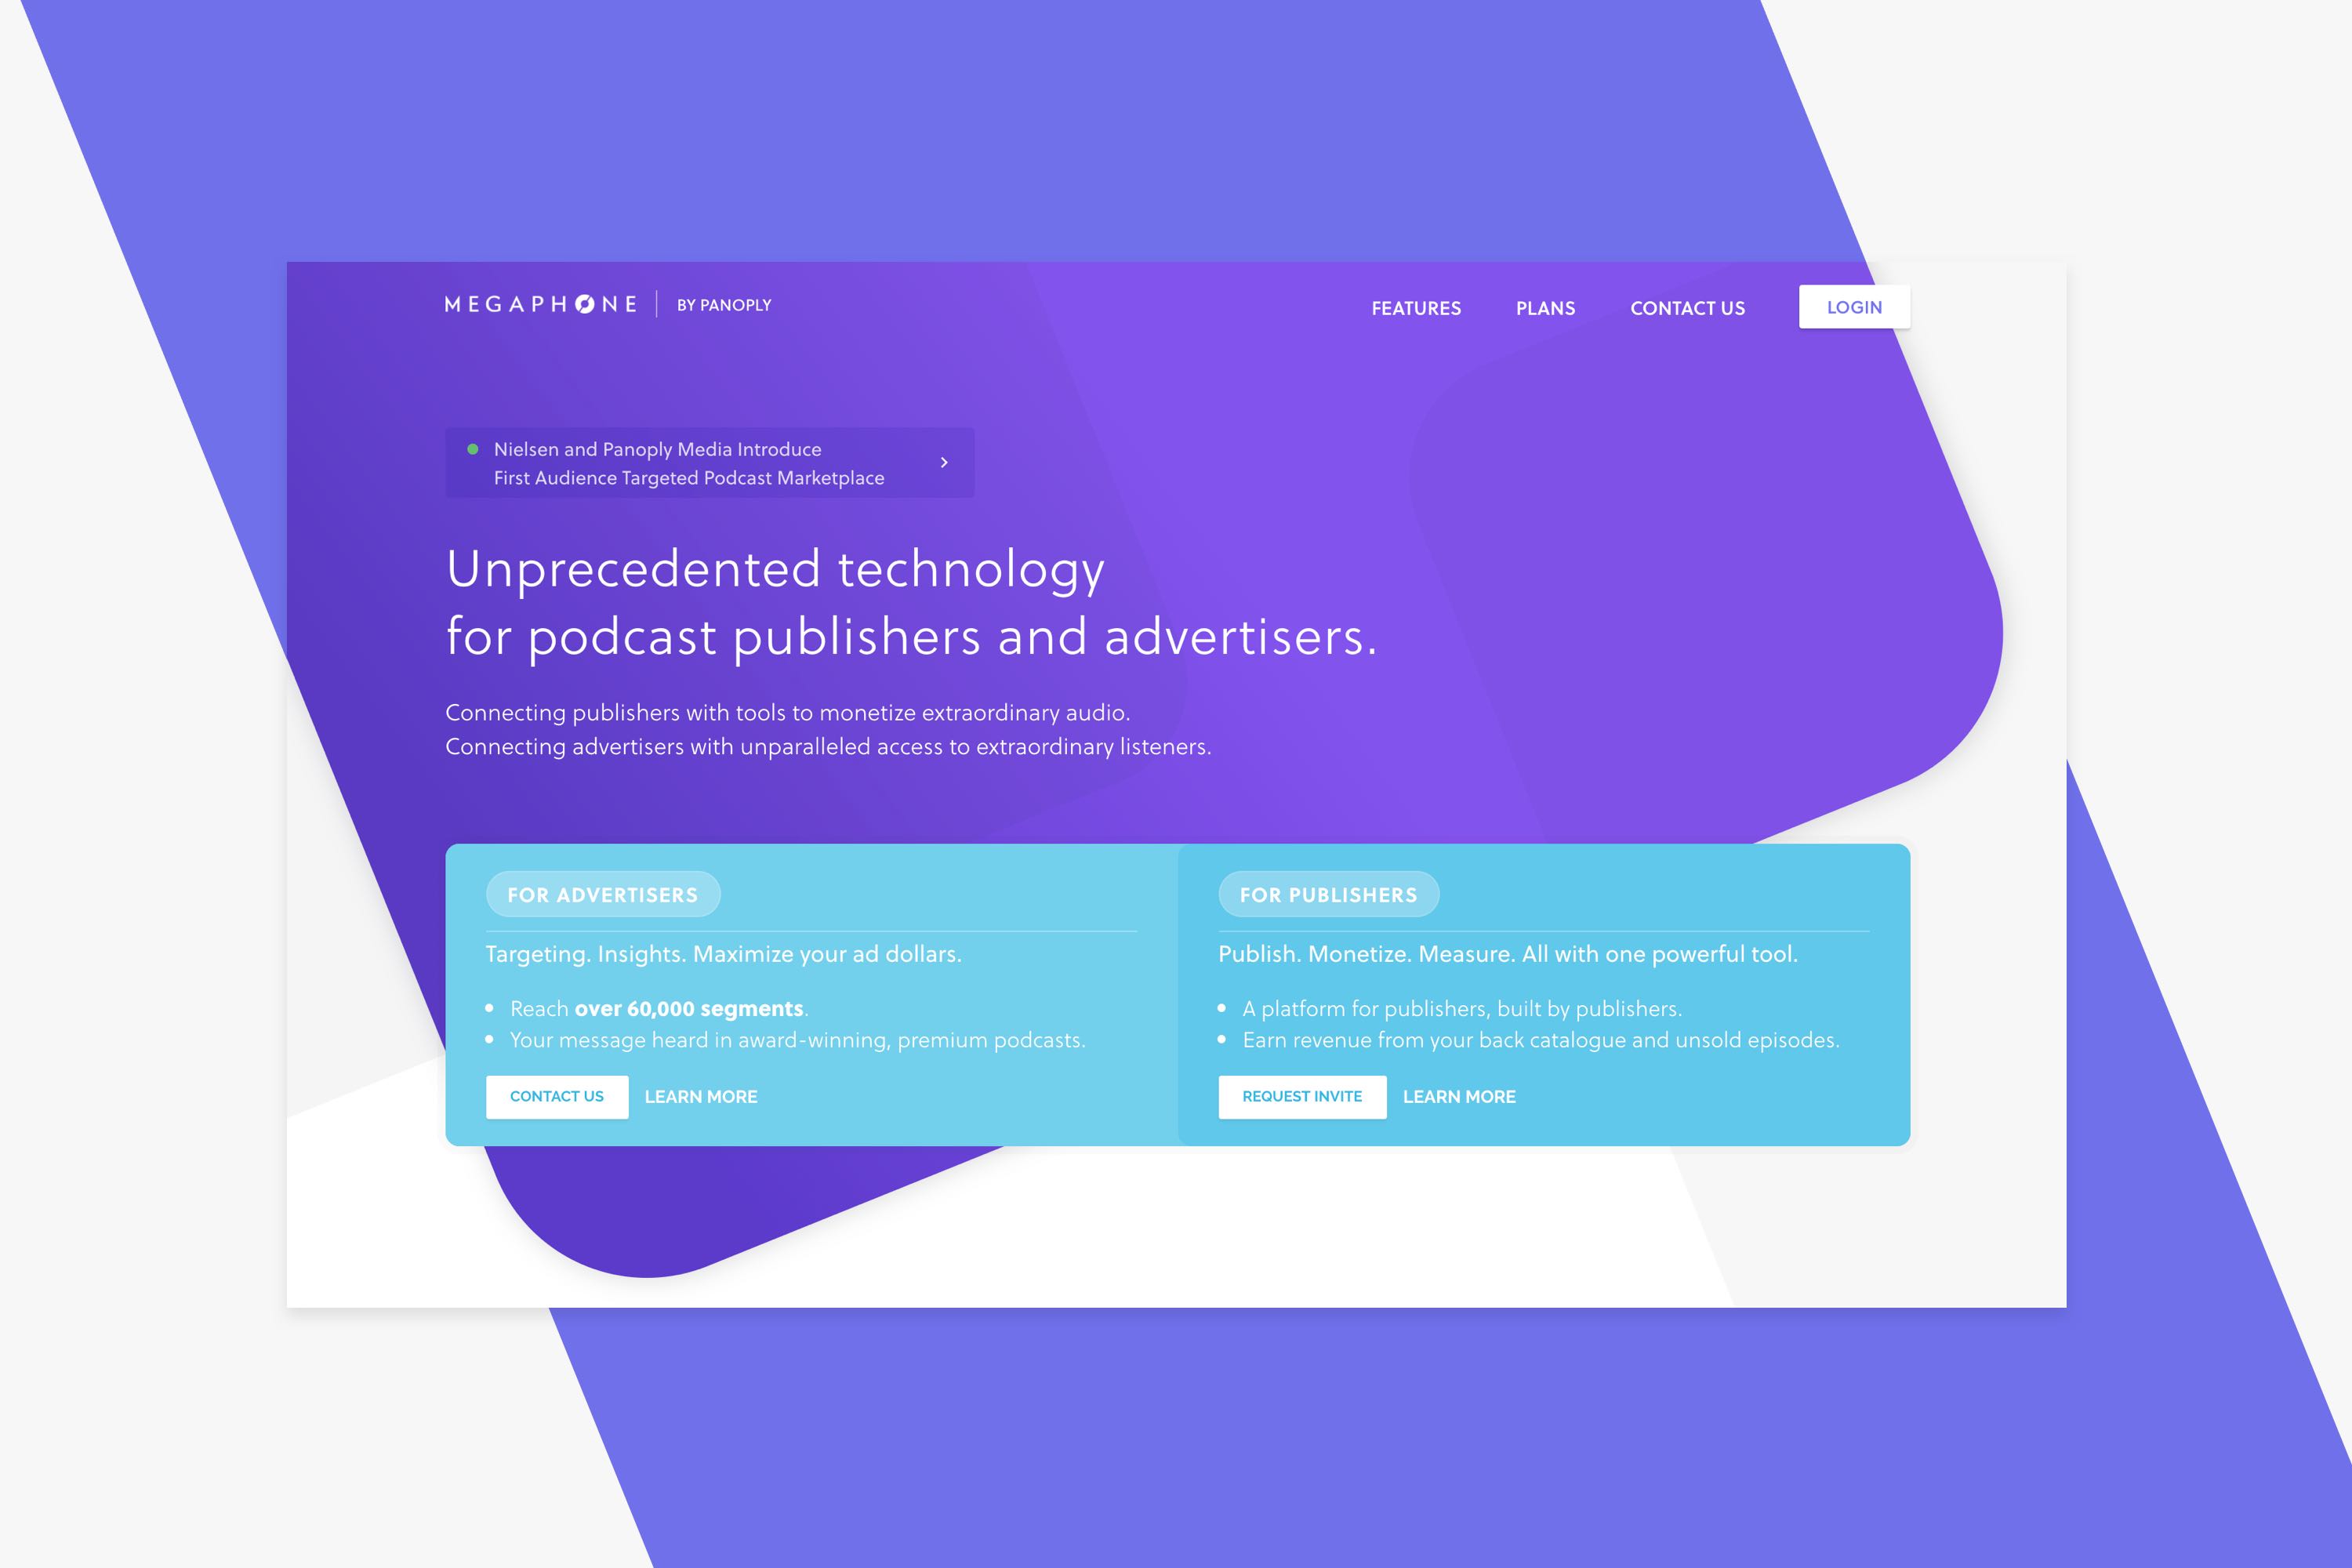 MEGAPHONE BY PANOPLY
FEATURES PLANS CONTACT US LOGIN
Nielsen and Panoply Media Introduce
First Audience Targeted Podcast Marketplace
Unprecedented technology
for podcast publishers and advertisers.
Connecting publishers with tools to monetize extraordinary audio.
Connecting advertisers with unparalleled access to extraordinary listeners.
FOR ADVERTISERS
Targeting. Insights. Maximize your ad dollars.
Reach over 60,000 segments.
Your message heard in award-winning, premium podcasts.
CONTACT US LEARN MORE
FOR PUBLISHERS
Publish. Monetize. Measure. All with one powerful tool.
A platform for publishers, built by publishers.
Earn revenue from your back catalogue and unsold episodes.
REQUEST INVITE LEARN MORE